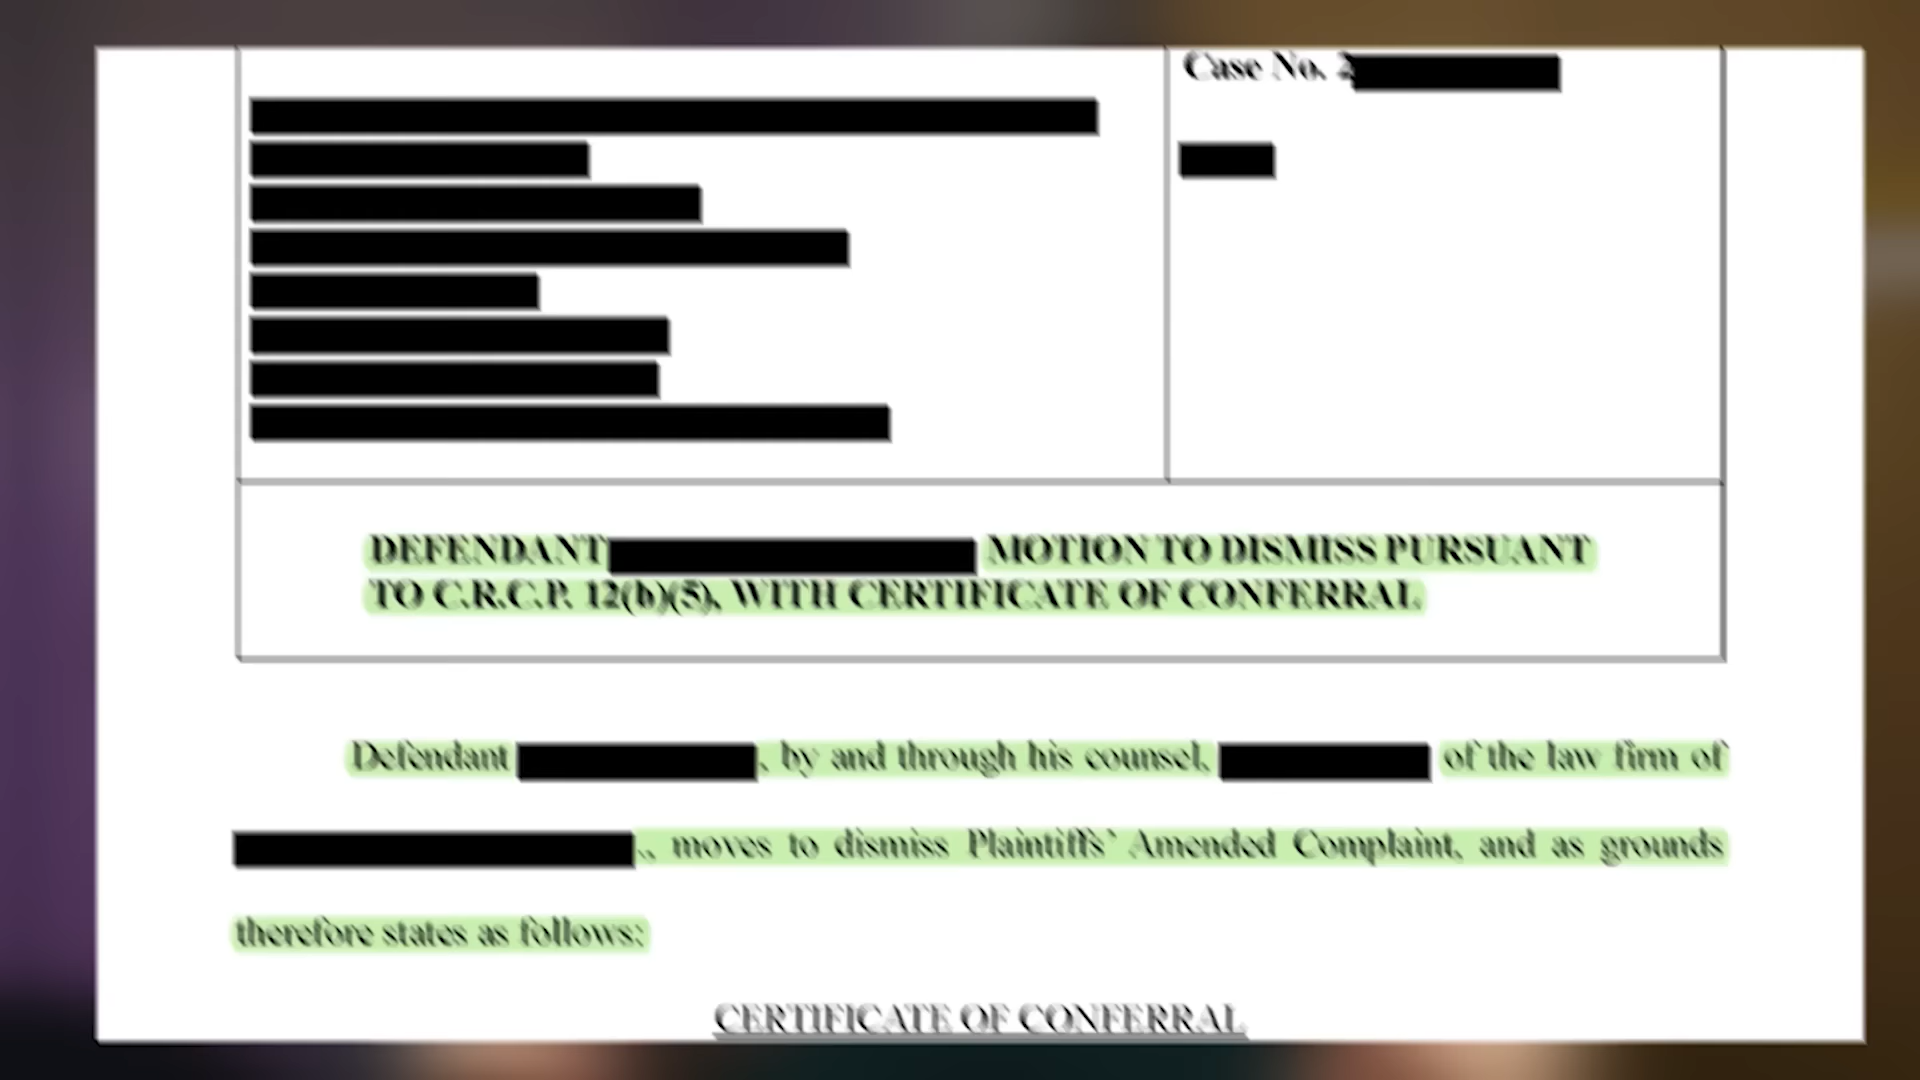 Case No. 2
DEFENDANT MOTION TO DISMISS PURSUANT
TO C.R.C.P. 12(b)(5), WITH CERTIFICATE OF CONFERRAL
Defendant , by and through his counsel, of the law firm of
., moves to dismiss Plaintiffs' Amended Complaint, and as grounds
therefore states as follows:
CERTIFICATE OF CONFERRAL